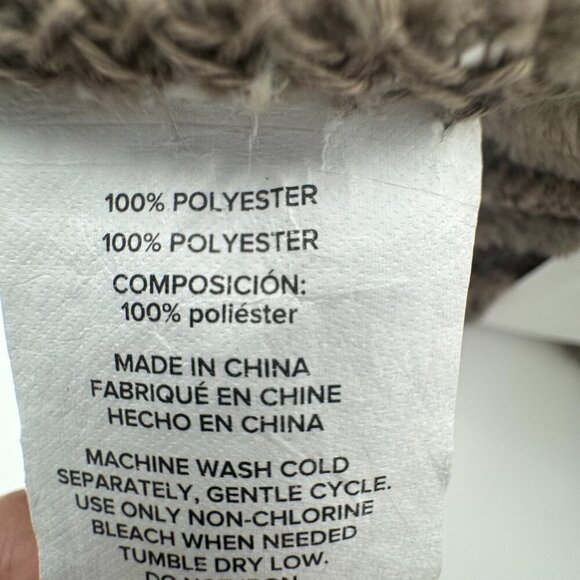 100% POLYESTER
100% POLYESTER
COMPOSICIÓN:
100% poliéster
MADE IN CHINA
FABRIQUÉ EN CHINE
HECHO EN CHINA
MACHINE WASH COLD
SEPARATELY, GENTLE CYCLE.
USE ONLY NON-CHLORINE
BLEACH WHEN NEEDED
TUMBLE DRY LOW.